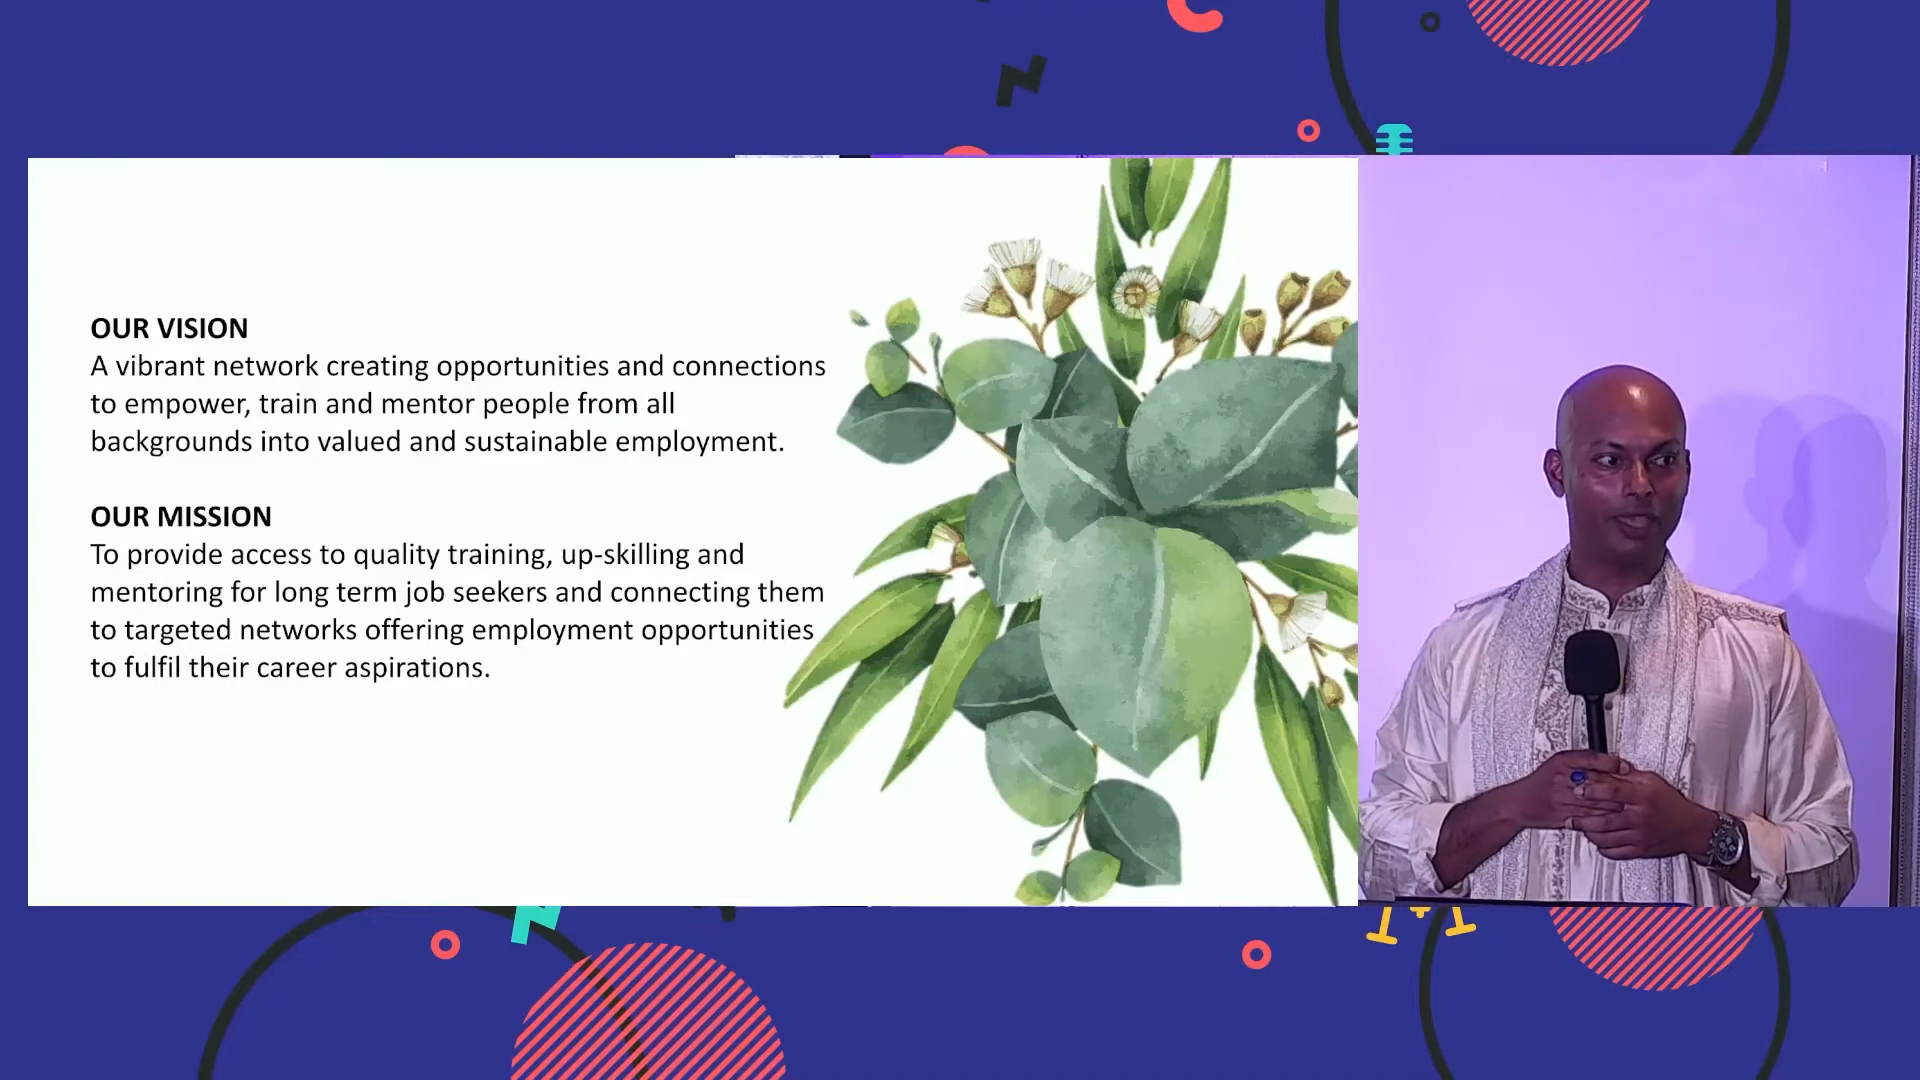 OUR VISION
A vibrant network creating opportunities and connections
to empower, train and mentor people from all
backgrounds into valued and sustainable employment.
OUR MISSION
To provide access to quality training, up-skilling and
mentoring for long term job seekers and connecting them
to targeted networks offering employment opportunities
to fulfil their career aspirations.